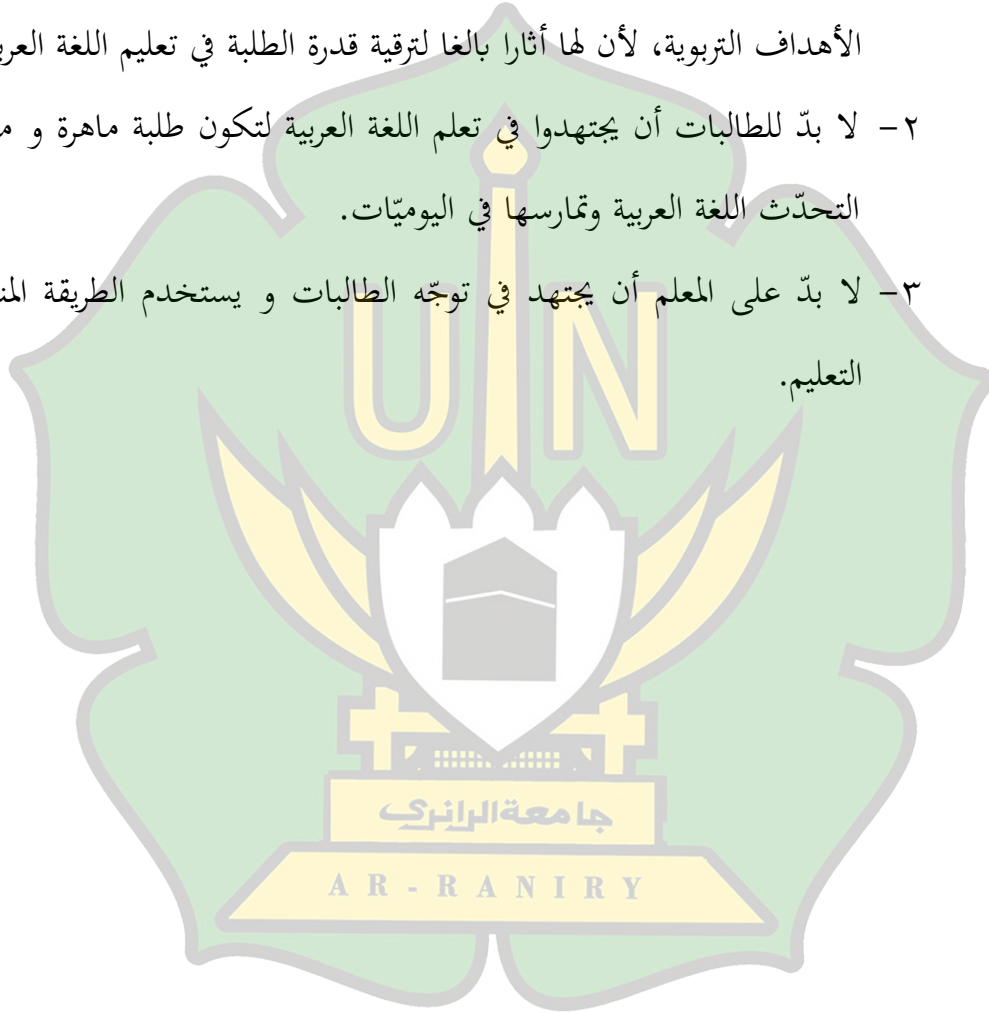 الأهداف التربوية، لأن لها أثارا بالغا لترقية قدرة الطلبة في تعليم اللغة
٢- لا بدّ للطالبات أن يجتهدوا في تعلم اللغة العربية لتكون طلبة ماهرة و
التحدّث اللغة العربية وتمارسها في اليوميّات.
٣- لا بدّ على المعلم أن يجتهد في توجّه الطالبات و يستخدم الطريقة
التعليم.
UIN
جامعة الرانري
AR-RANIRY